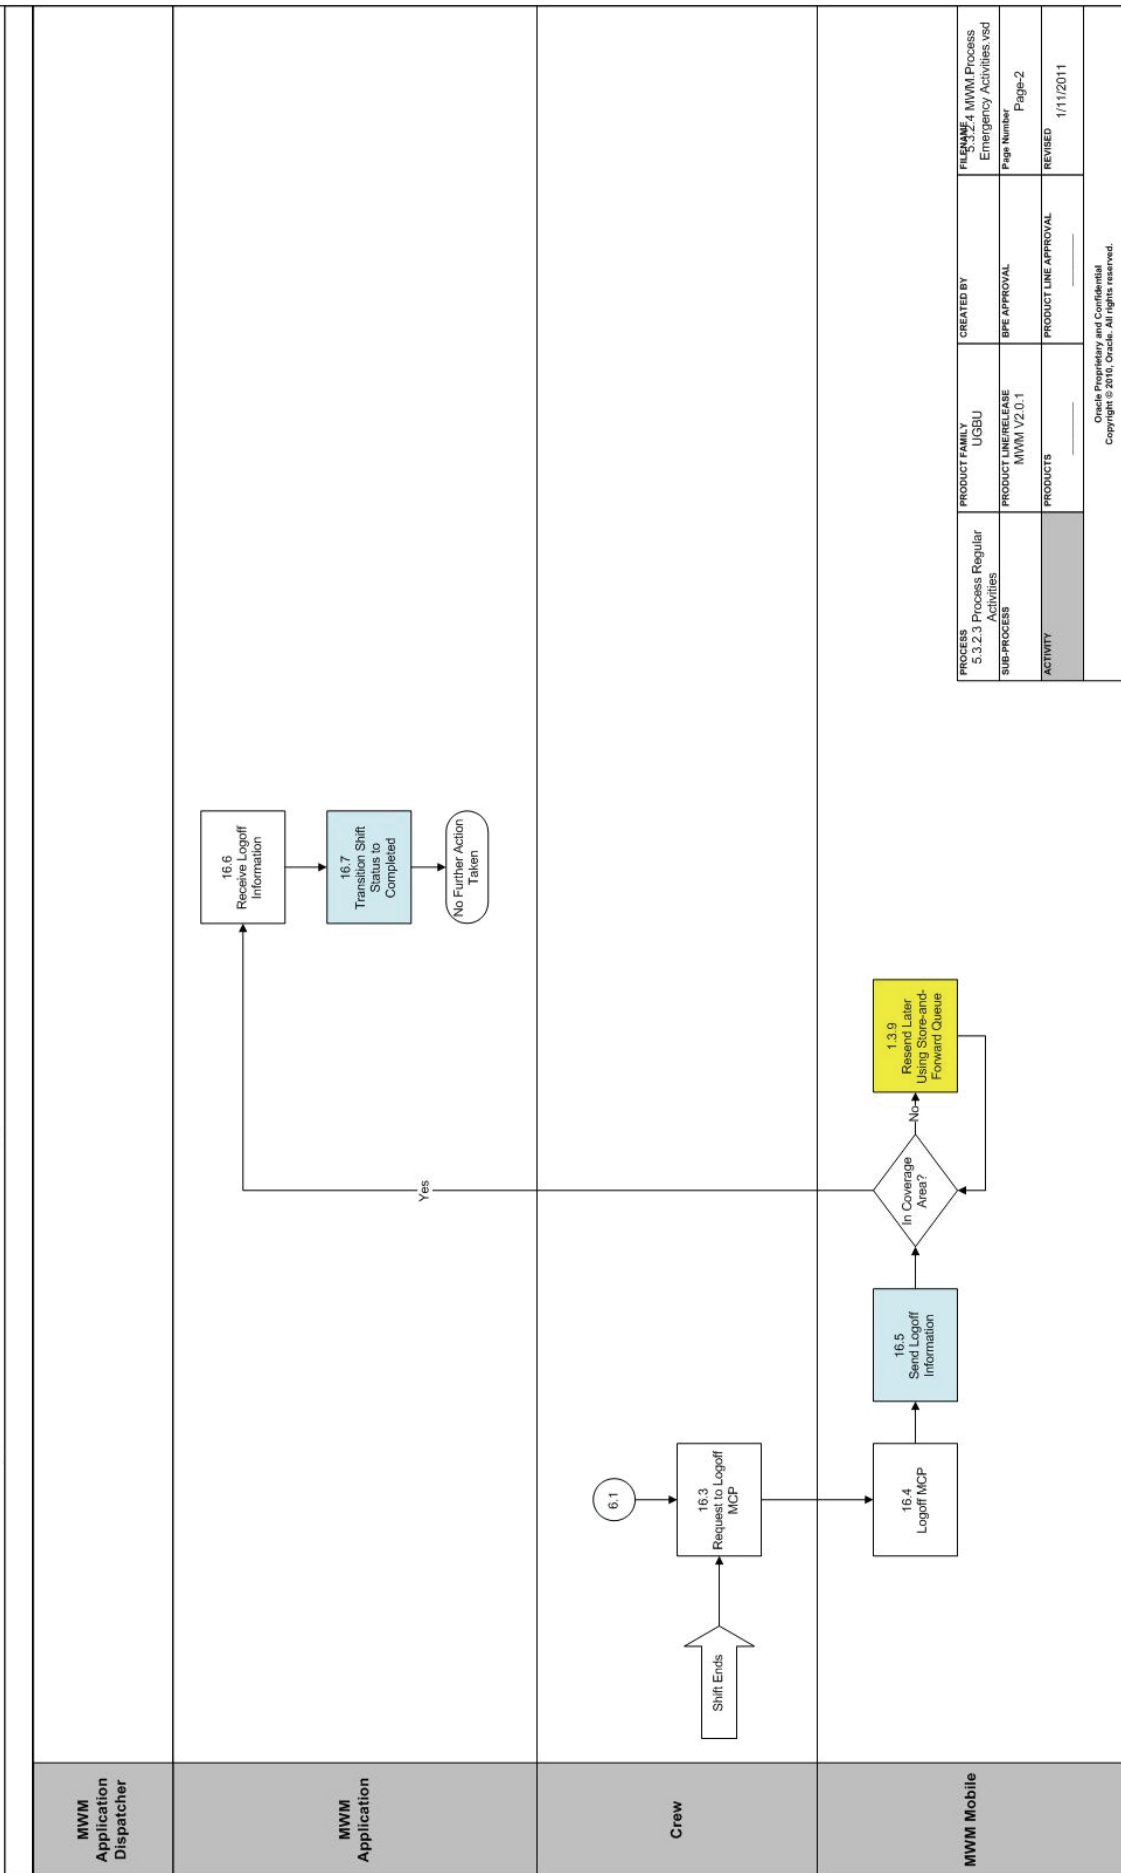 MWM
Application
Dispatcher
MWM
Application
16.6
Receive Logoff
Information
16.7
Transition Shift
Status to
Completed
No Further Action
Taken
Yes
Crew
Shift Ends
6.1
16.3
Request to Logoff
MCP
MWM Mobile
16.4
Logoff MCP
16.5
Send Logoff
Information
In Coverage
Area?
No
1.3.9
Resend Later
Using Store-and-
Forward Queue
PROCESS
5.3.2.3 Process Regular
Activities
PRODUCT FAMILY
UGBU
CREATED BY
FILENAME
5.3.2.4 MWM.Process
Emergency Activities.vsd
SUB-PROCESS
PRODUCT LINE/RELEASE
MWM V2.0.1
BPE APPROVAL
Page Number
Page-2
ACTIVITY
PRODUCTS
PRODUCT LINE APPROVAL
REVISED
1/11/2011
Oracle Proprietary and Confidential
Copyright © 2010, Oracle. All rights reserved.